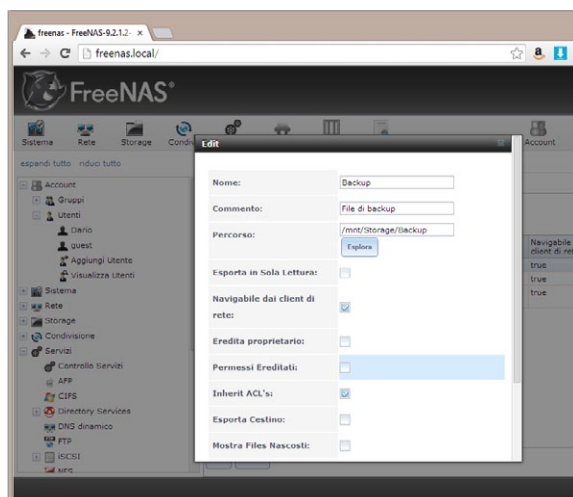 freenas - FreeNAS-9.2.1.2-
freenas.local/
FreeNAS®
Sistema
Rete
Storage
Condiv
Account
espandi tutto riduci tutto
Edit
Account
Gruppi
Utenti
Dario
guest
Aggiungi Utente
Visualizza Utenti
Sistema
Rete
Storage
Condivisione
Servizi
Controllo Servizi
AFP
CIFS
Directory Services
DNS dinamico
FTP
iSCSI
NFS
Nome:
Backup
Commento:
File di backup
Percorso:
/mnt/Storage/Backup
Esplora
Esporta in Sola Lettura:
Navigabile dai client di
rete:
Eredita proprietario:
Permessi Ereditati:
Inherit ACL's:
Esporta Cestino:
Mostra Files Nascosti:
Navigabile
client di ret
true
true
true